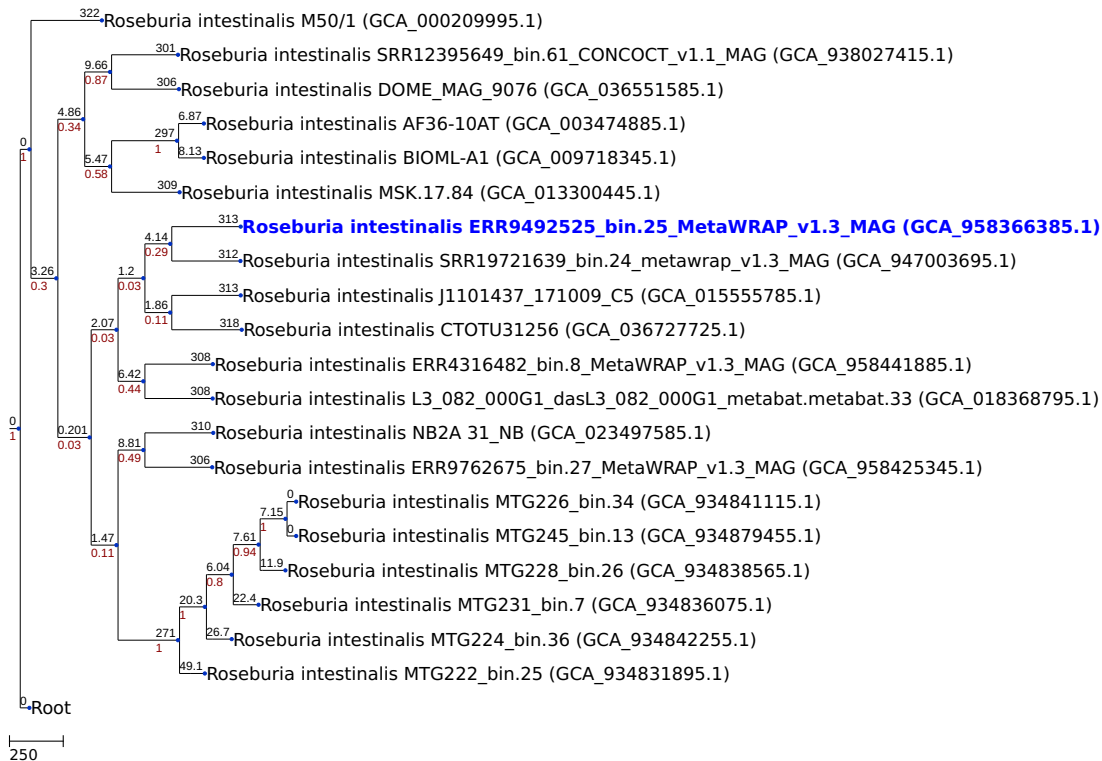 322 Roseburia intestinalis M50/1 (GCA_000209995.1)
301 Roseburia intestinalis SRR12395649_bin.61_CONCOCT_v1.1_MAG (GCA_938027415.1)
9.66
0.87
306 Roseburia intestinalis DOME_MAG_9076 (GCA_036551585.1)
4.86
0.34
6.87 Roseburia intestinalis AF36-10AT (GCA_003474885.1)
297
1
0
1
8.13 Roseburia intestinalis BIOML-A1 (GCA_009718345.1)
5.47
0.58
309 Roseburia intestinalis MSK.17.84 (GCA_013300445.1)
313 Roseburia intestinalis ERR9492525_bin.25_MetaWRAP_v1.3_MAG (GCA_958366385.1)
4.14
0.29
312 Roseburia intestinalis SRR19721639_bin.24_metawrap_v1.3_MAG (GCA_947003695.1)
3.26
0.3
1.2
0.03
313 Roseburia intestinalis J1101437_171009_C5 (GCA_015555785.1)
1.86
0.11
318 Roseburia intestinalis CTOTU31256 (GCA_036727725.1)
2.07
0.03
308 Roseburia intestinalis ERR4316482_bin.8_MetaWRAP_v1.3_MAG (GCA_958441885.1)
6.42
0.44
308 Roseburia intestinalis L3_082_000G1_dasL3_082_000G1_metabat.metabat.33 (GCA_018368795.1)
0
1
0.201
0.03
310 Roseburia intestinalis NB2A 31_NB (GCA_023497585.1)
8.81
0.49
306 Roseburia intestinalis ERR9762675_bin.27_MetaWRAP_v1.3_MAG (GCA_958425345.1)
0 Roseburia intestinalis MTG226_bin.34 (GCA_934841115.1)
7.15
1
0 Roseburia intestinalis MTG245_bin.13 (GCA_934879455.1)
1.47
0.11
7.61
0.94
11.9 Roseburia intestinalis MTG228_bin.26 (GCA_934838565.1)
6.04
0.8
22.4 Roseburia intestinalis MTG231_bin.7 (GCA_934836075.1)
20.3
1
26.7 Roseburia intestinalis MTG224_bin.36 (GCA_934842255.1)
271
1
49.1 Roseburia intestinalis MTG222_bin.25 (GCA_934831895.1)
0 Root
250